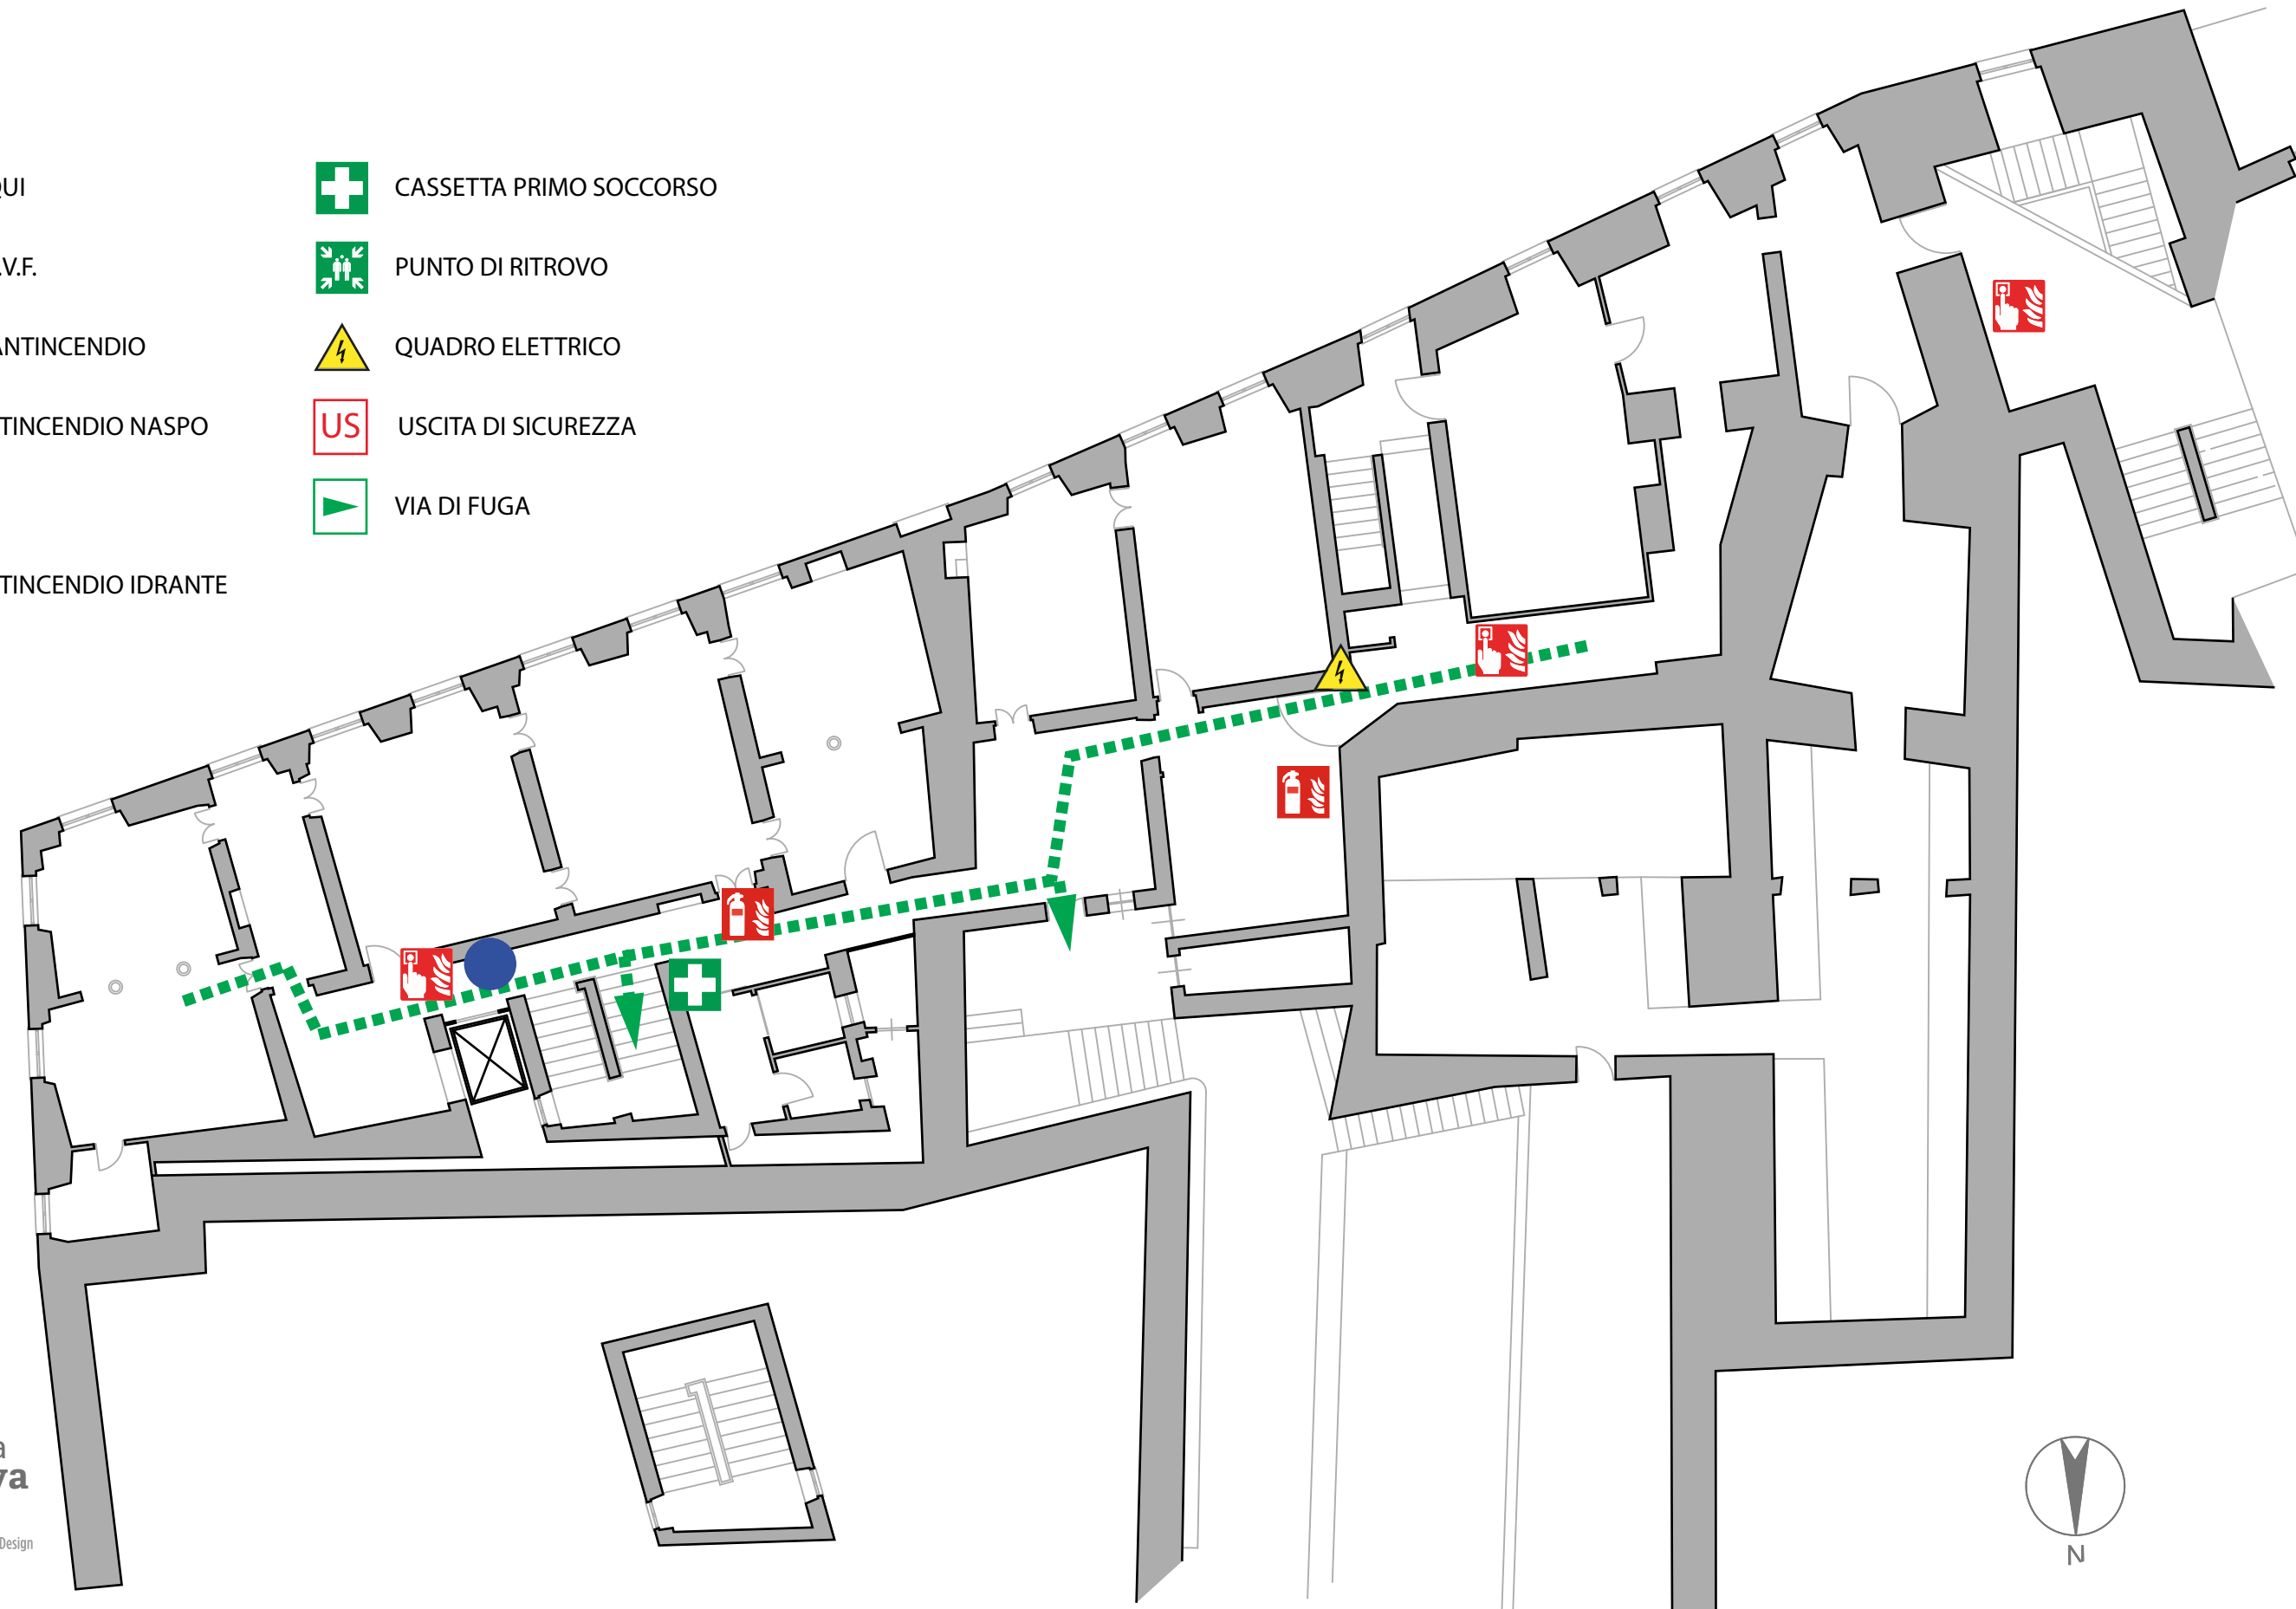 QUI
CASSETTA PRIMO SOCCORSO
.V.F.
PUNTO DI RITROVO
ANTINCENDIO
QUADRO ELETTRICO
TINCENDIO NASPO
US USCITA DI SICUREZZA
VIA DI FUGA
TINCENDIO IDRANTE
a
va
Design
N